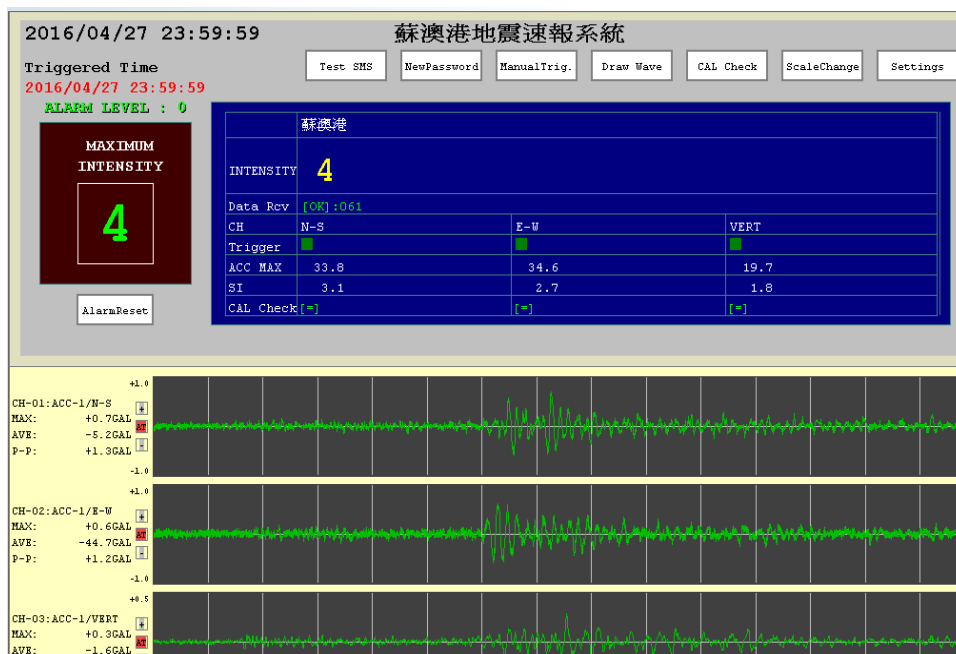 2016/04/27 23:59:59
蘇澳港地震速報系統
Triggered Time
2016/04/27 23:59:59
Test SMS NewPassword ManualTrig. Draw Wave CAL Check ScaleChange Settings
ALARM LEVEL : 0
MAXIMUM
INTENSITY
4
AlarmReset
蘇澳港
INTENSITY 4
Data Rcv [OK]:061
CH N-S E-W VERT
Trigger
ACC MAX 33.8 34.6 19.7
SI 3.1 2.7 1.8
CAL Check [=] [=] [=]
+1.0
CH-01:ACC-1/N-S
MAX: +0.7GAL AT
AVE: -5.2GAL
P-P: +1.3GAL
-1.0
+1.0
CH-02:ACC-1/E-W
MAX: +0.6GAL AT
AVE: -44.7GAL
P-P: +1.2GAL
-1.0
+0.5
CH-03:ACC-1/VERT
MAX: +0.3GAL AT
AVE: -1.6GAL